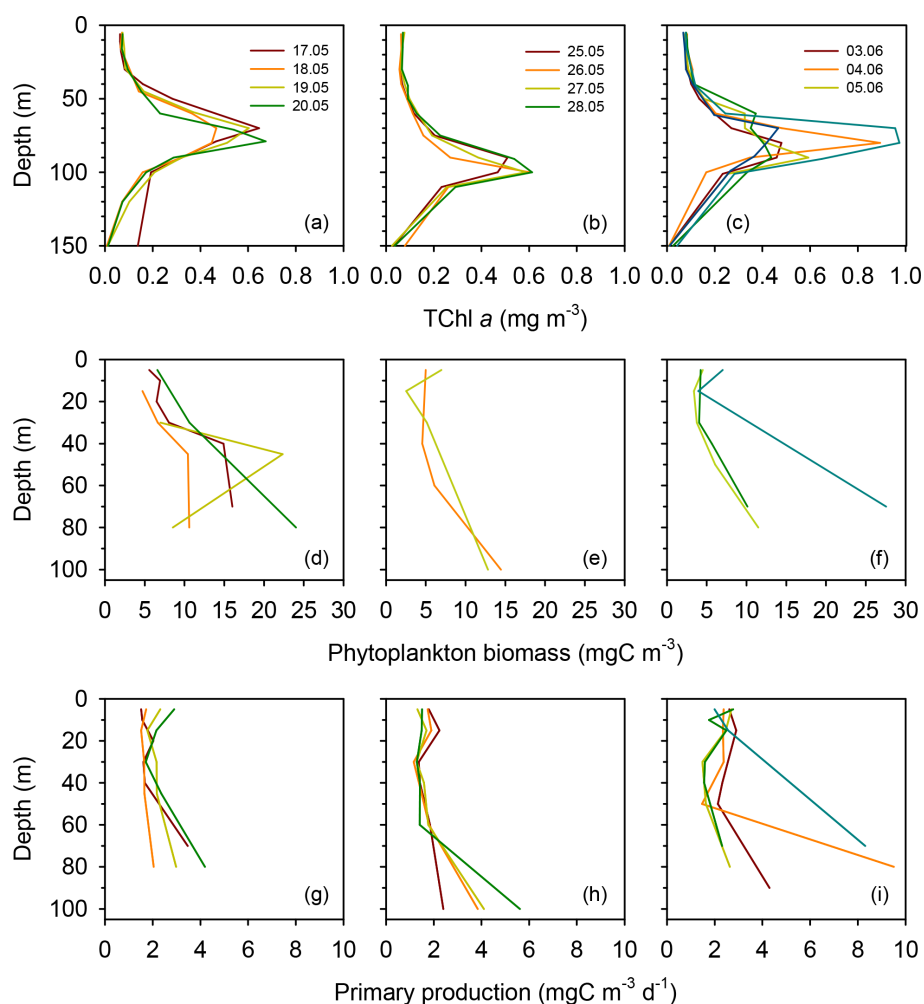 0
50
100
150
Depth (m)
17.05
18.05
19.05
20.05
(a)
25.05
26.05
27.05
28.05
(b)
03.06
04.06
05.06
(c)
0.0 0.2 0.4 0.6 0.8 1.0
0.0 0.2 0.4 0.6 0.8 1.0
0.0 0.2 0.4 0.6 0.8 1.0
TChl a (mg m⁻³)
0
20
40
60
80
100
Depth (m)
(d)
(e)
(f)
0 5 10 15 20 25 30
0 5 10 15 20 25 30
0 5 10 15 20 25 30
Phytoplankton biomass (mgC m⁻³)
0
20
40
60
80
100
Depth (m)
(g)
(h)
(i)
0 2 4 6 8 10
0 2 4 6 8 10
0 2 4 6 8 10
Primary production (mgC m⁻³ d⁻¹)